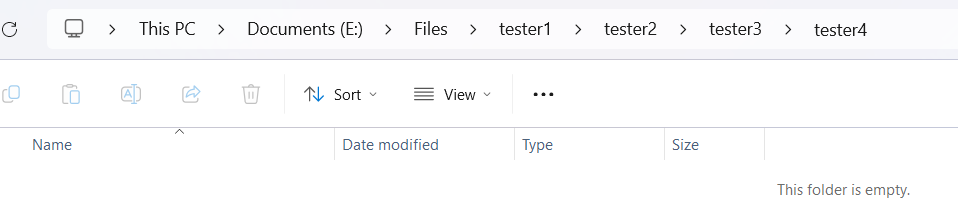 This PC > Documents (E:) > Files > tester1 > tester2 > tester3 > tester4
Sort View
Name Date modified Type Size
This folder is empty.